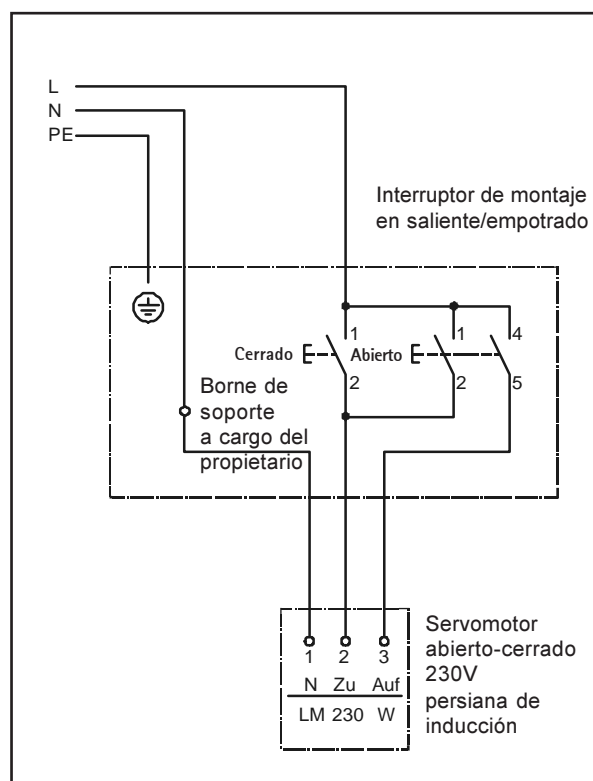 L
N
PE
Interruptor de montaje
en saliente/empotrado
1
1
4
Cerrado
Abierto
2
2
5
Borne de
soporte
a cargo del
propietario
Servomotor
abierto-cerrado
230V
persiana de
inducción
1 2 3
N Zu Auf
LM 230 W